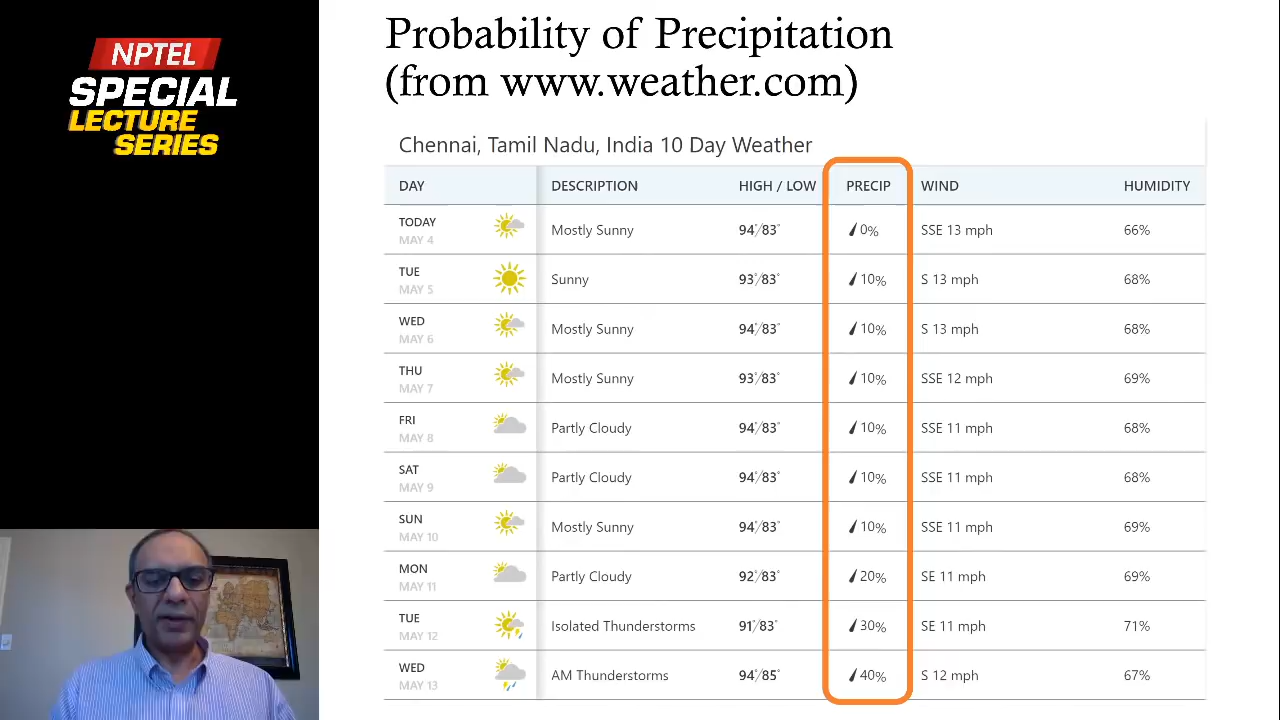 NPTEL
SPECIAL
LECTURE
SERIES
Probability of Precipitation
(from www.weather.com)
Chennai, Tamil Nadu, India 10 Day Weather
DAY DESCRIPTION HIGH / LOW PRECIP WIND HUMIDITY
TODAY
MAY 4 Mostly Sunny 94°/83° 0% SSE 13 mph 66%
TUE
MAY 5 Sunny 93°/83° 10% S 13 mph 68%
WED
MAY 6 Mostly Sunny 94°/83° 10% S 13 mph 68%
THU
MAY 7 Mostly Sunny 93°/83° 10% SSE 12 mph 69%
FRI
MAY 8 Partly Cloudy 94°/83° 10% SSE 11 mph 68%
SAT
MAY 9 Partly Cloudy 94°/83° 10% SSE 11 mph 68%
SUN
MAY 10 Mostly Sunny 94°/83° 10% SSE 11 mph 69%
MON
MAY 11 Partly Cloudy 92°/83° 20% SE 11 mph 69%
TUE
MAY 12 Isolated Thunderstorms 91°/83° 30% SE 11 mph 71%
WED
MAY 13 AM Thunderstorms 94°/85° 40% S 12 mph 67%